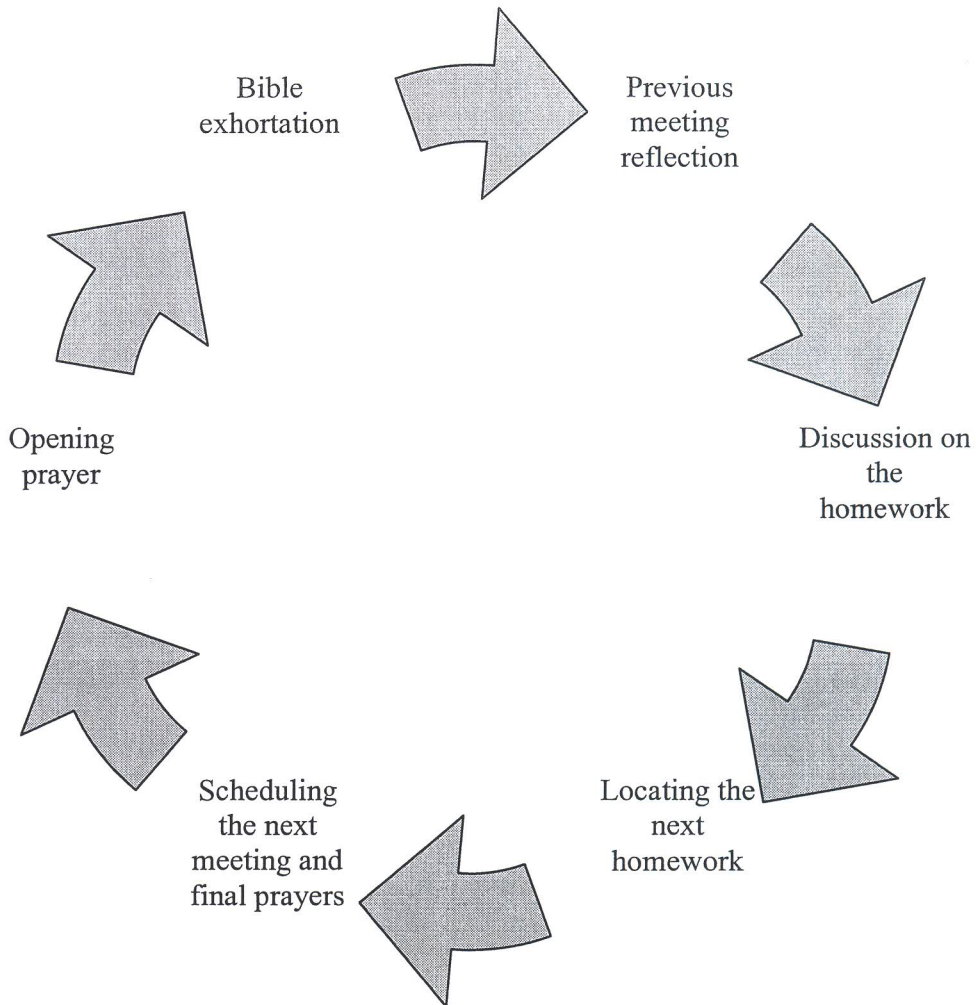 Bible
exhortation
Previous
meeting
reflection
Opening
prayer
Discussion on
the
homework
Scheduling
the next
meeting and
final prayers
Locating the
next
homework